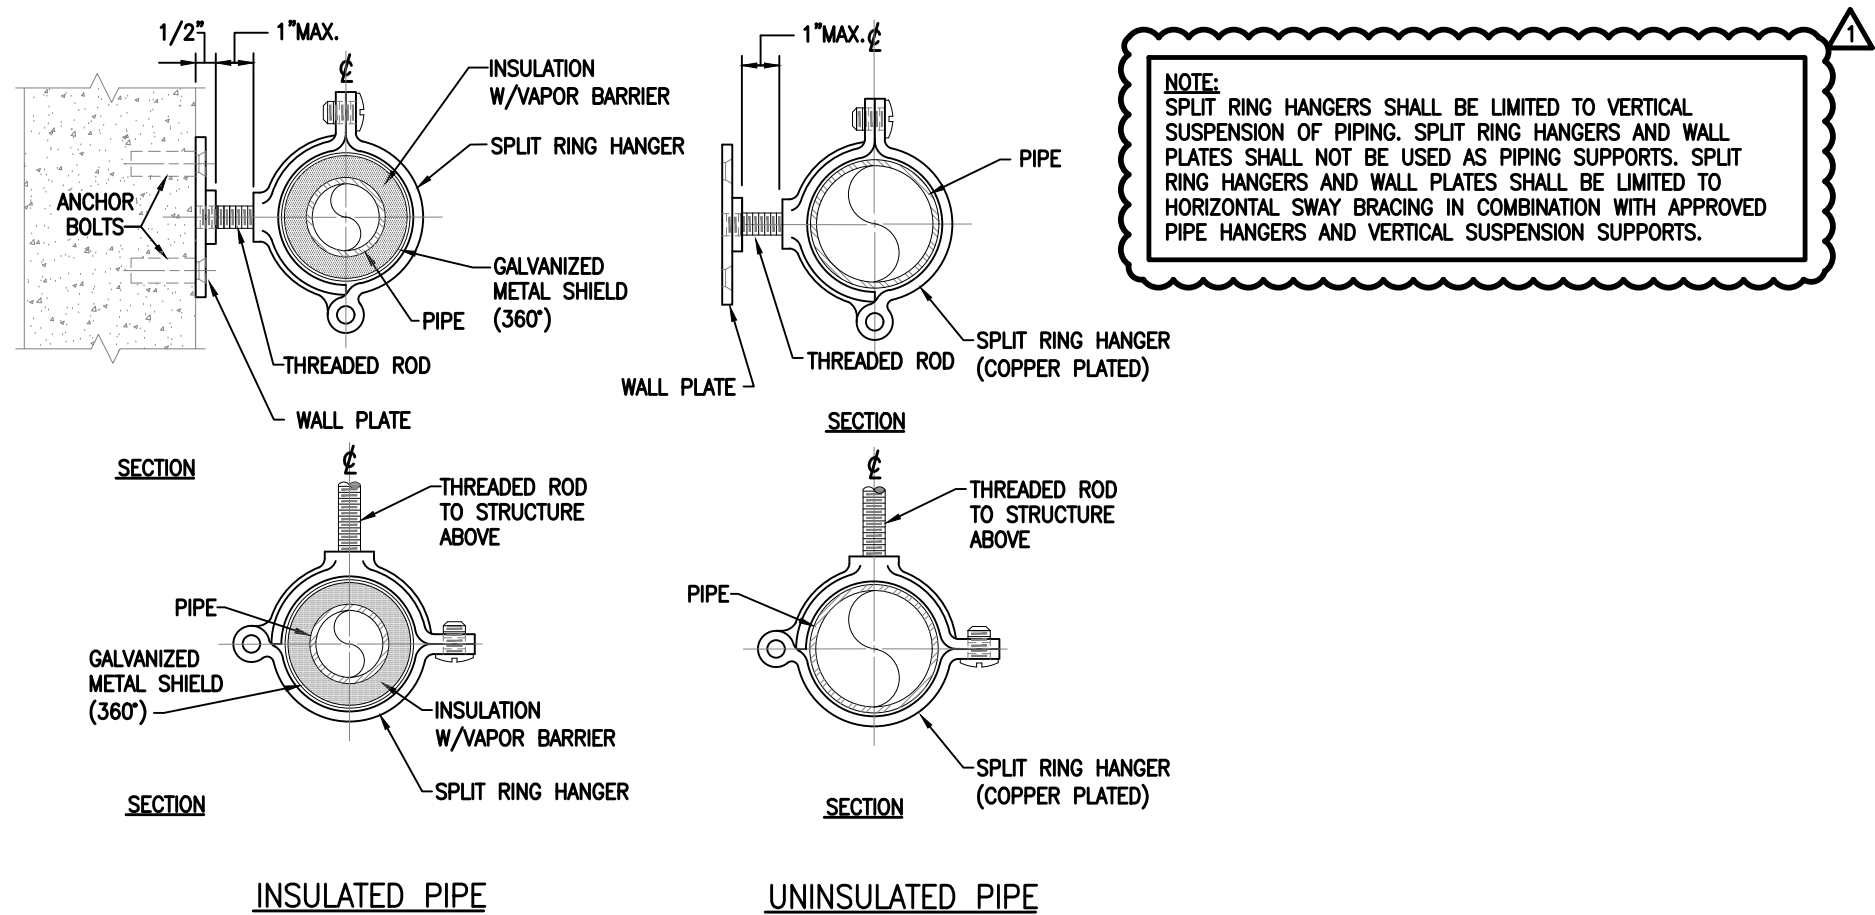 1/2"
1"MAX.
℄
INSULATION
W/VAPOR BARRIER
SPLIT RING HANGER
ANCHOR
BOLTS
GALVANIZED
METAL SHIELD
(360°)
PIPE
THREADED ROD
WALL PLATE
SECTION
1"MAX.
℄
PIPE
SPLIT RING HANGER
(COPPER PLATED)
THREADED ROD
WALL PLATE
SECTION
1
NOTE:
SPLIT RING HANGERS SHALL BE LIMITED TO VERTICAL
SUSPENSION OF PIPING. SPLIT RING HANGERS AND WALL
PLATES SHALL NOT BE USED AS PIPING SUPPORTS. SPLIT
RING HANGERS AND WALL PLATES SHALL BE LIMITED TO
HORIZONTAL SWAY BRACING IN COMBINATION WITH APPROVED
PIPE HANGERS AND VERTICAL SUSPENSION SUPPORTS.
℄
THREADED ROD
TO STRUCTURE
ABOVE
PIPE
GALVANIZED
METAL SHIELD
(360°)
INSULATION
W/VAPOR BARRIER
SPLIT RING HANGER
SECTION
℄
THREADED ROD
TO STRUCTURE
ABOVE
PIPE
SPLIT RING HANGER
(COPPER PLATED)
SECTION
INSULATED PIPE
UNINSULATED PIPE